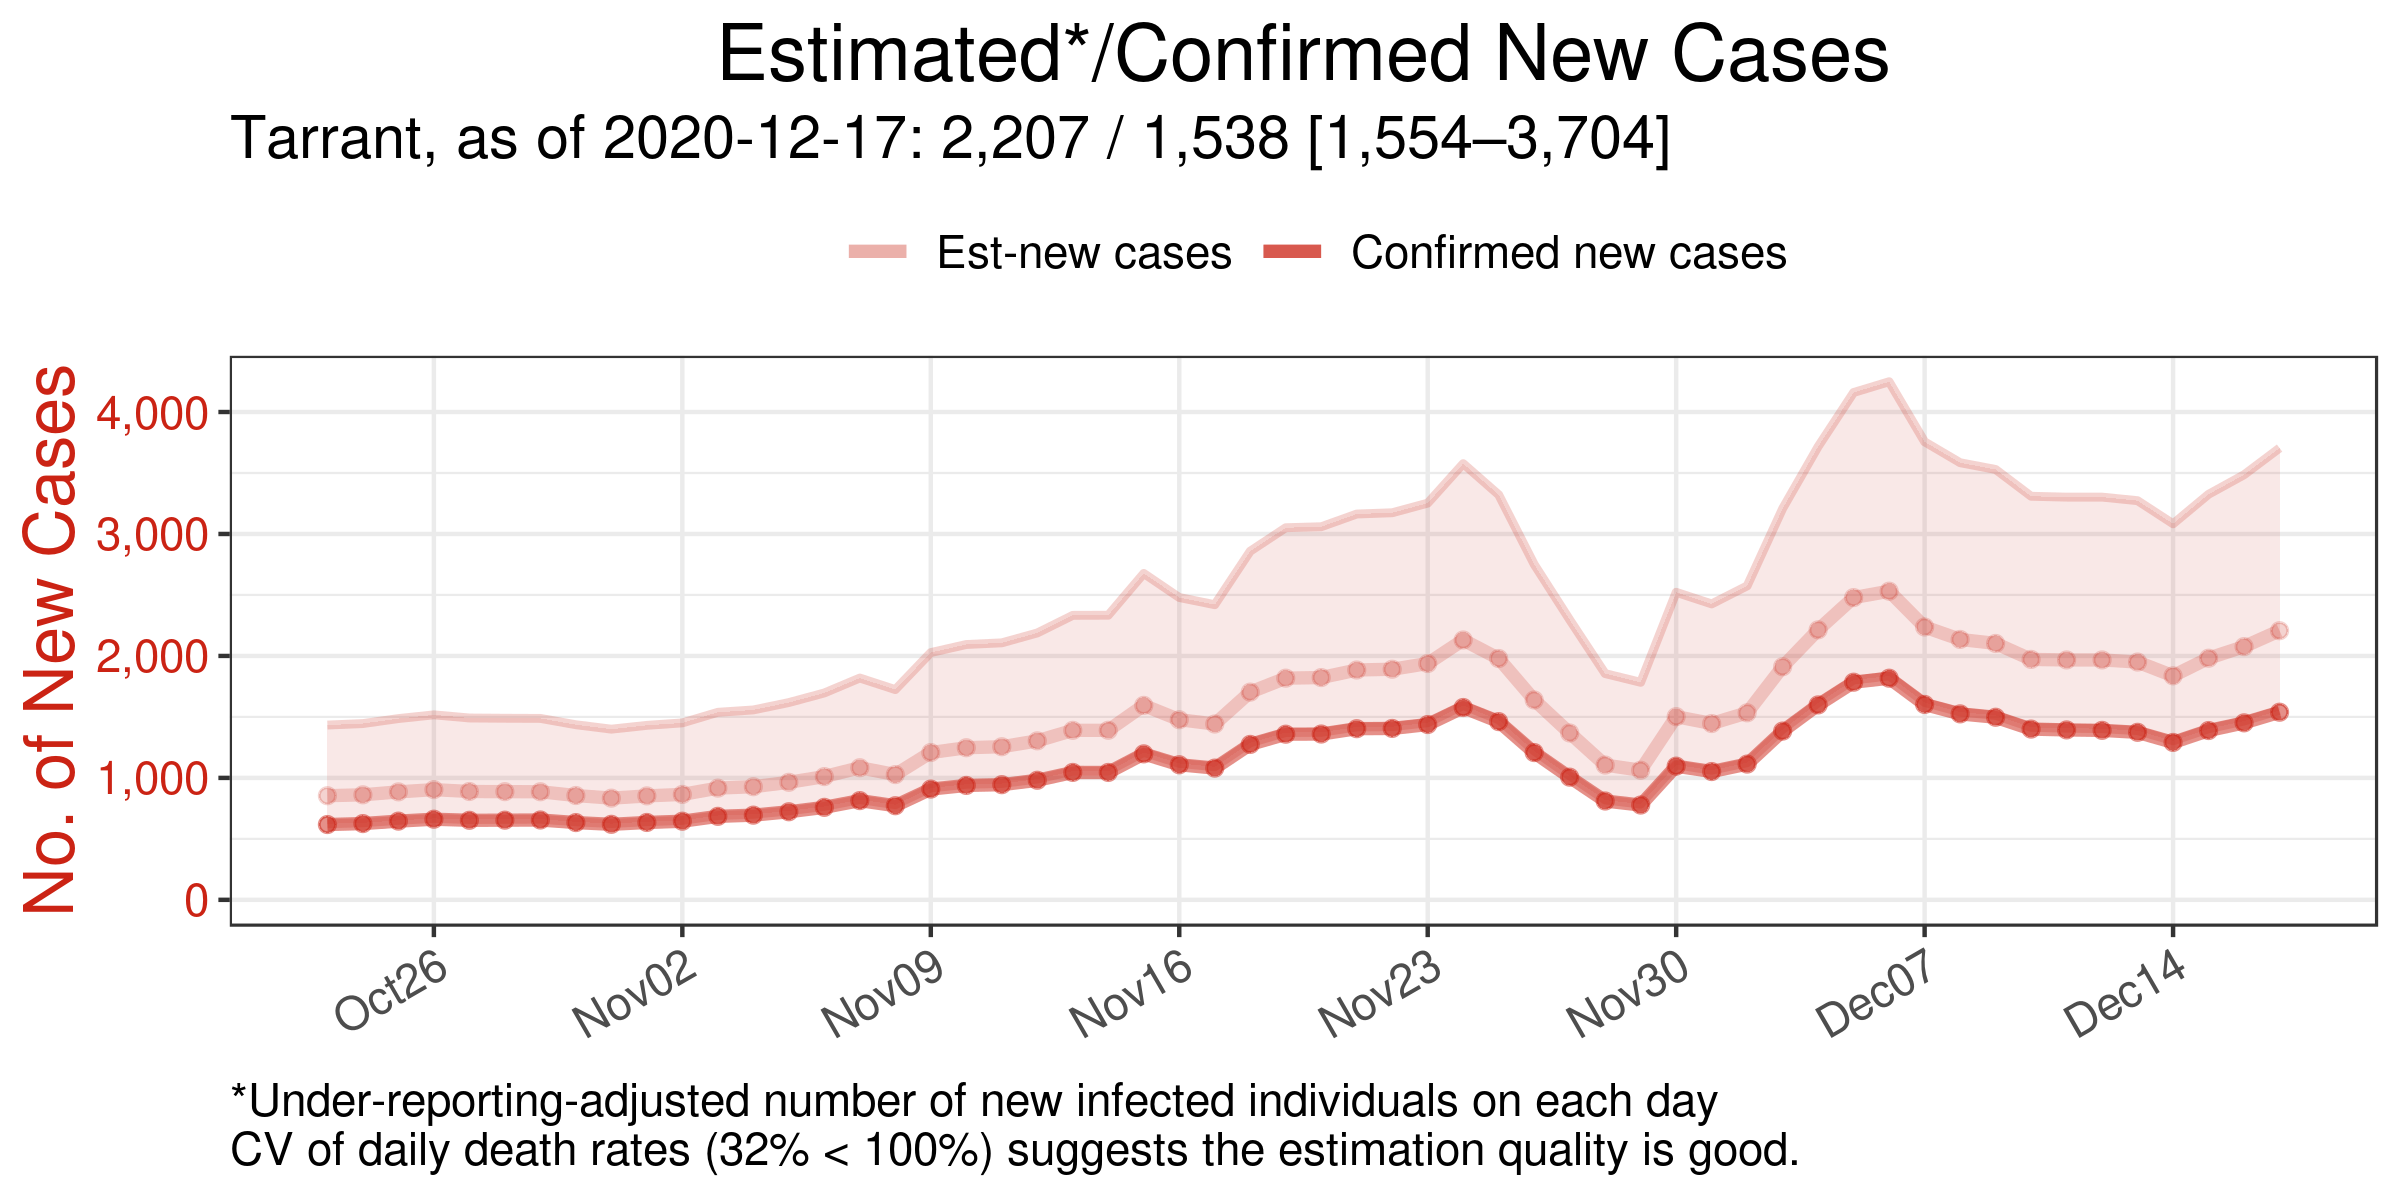 Estimated*/Confirmed New Cases
Tarrant, as of 2020-12-17: 2,207 / 1,538 [1,554–3,704]
Est-new cases
Confirmed new cases
No. of New Cases
4,000
3,000
2,000
1,000
0
Oct26
Nov02
Nov09
Nov16
Nov23
Nov30
Dec07
Dec14
*Under-reporting-adjusted number of new infected individuals on each day
CV of daily death rates (32% < 100%) suggests the estimation quality is good.